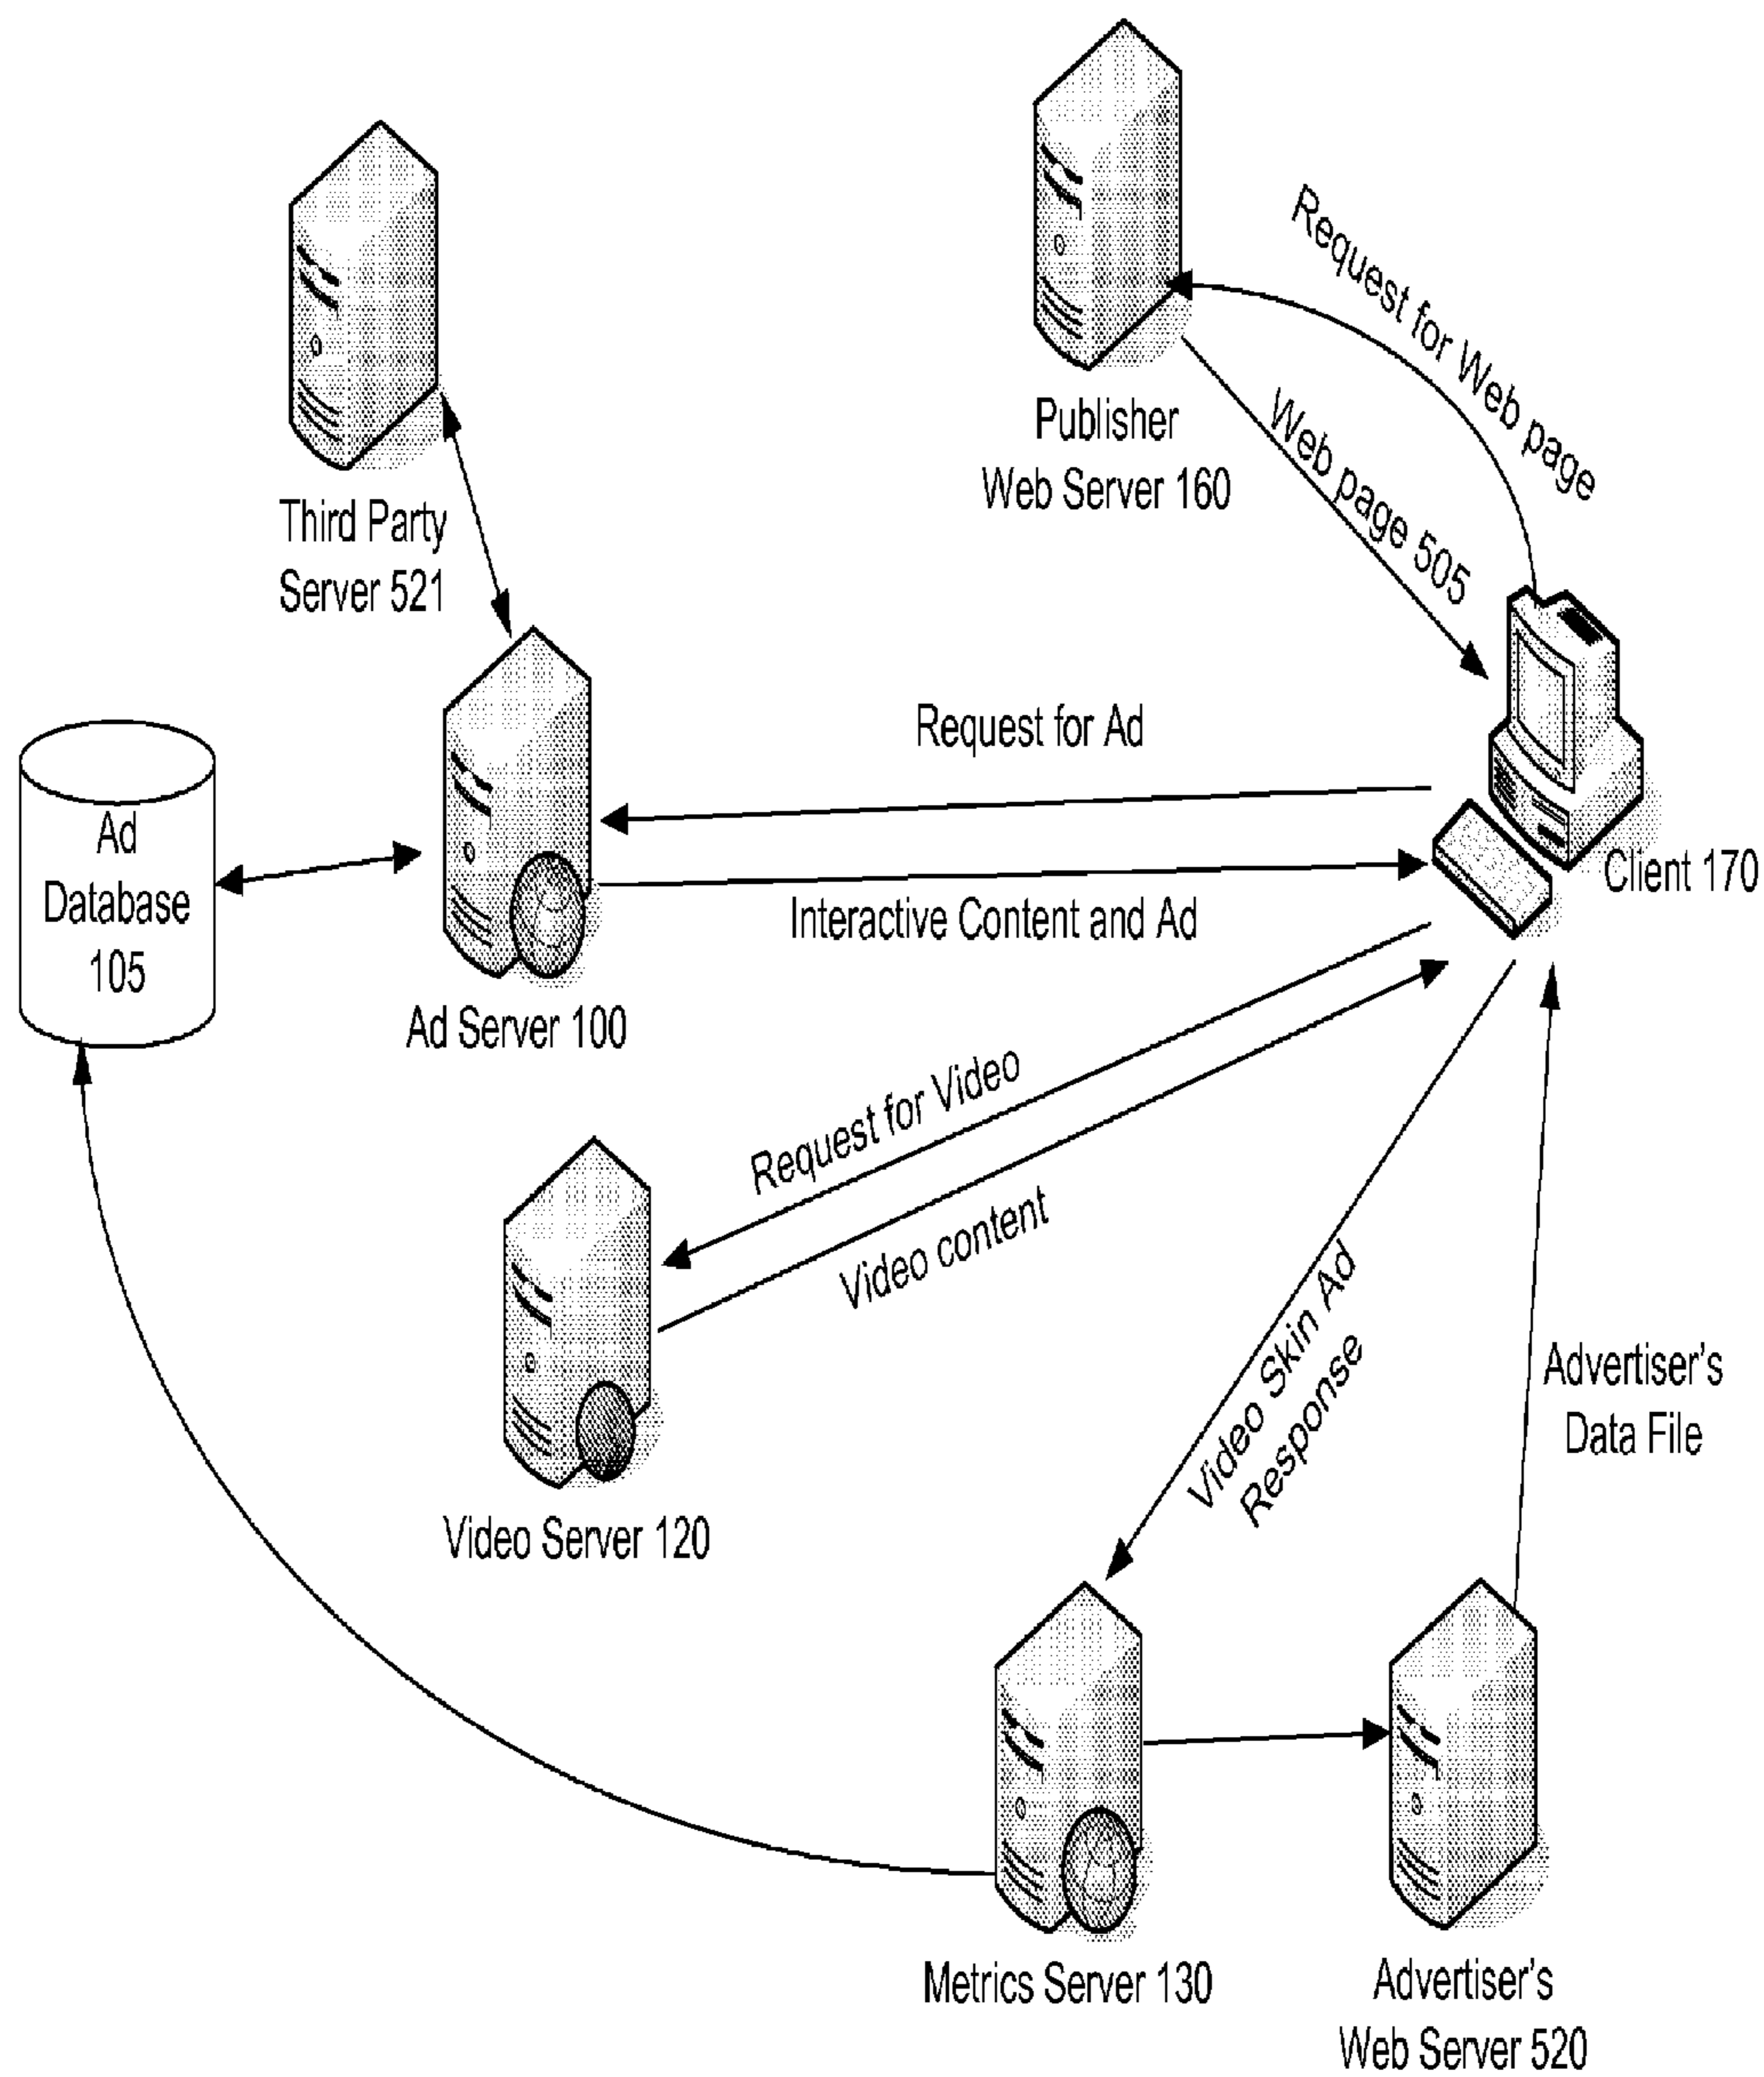 Request for Web page
Publisher
Web Server 160
Web page 505
Third Party
Server 521
Request for Ad
Ad
Database
105
Client 170
Interactive Content and Ad
Ad Server 100
Request for Video
Video content
Video Skin Ad
Response
Advertiser's
Data File
Video Server 120
Metrics Server 130
Advertiser's
Web Server 520